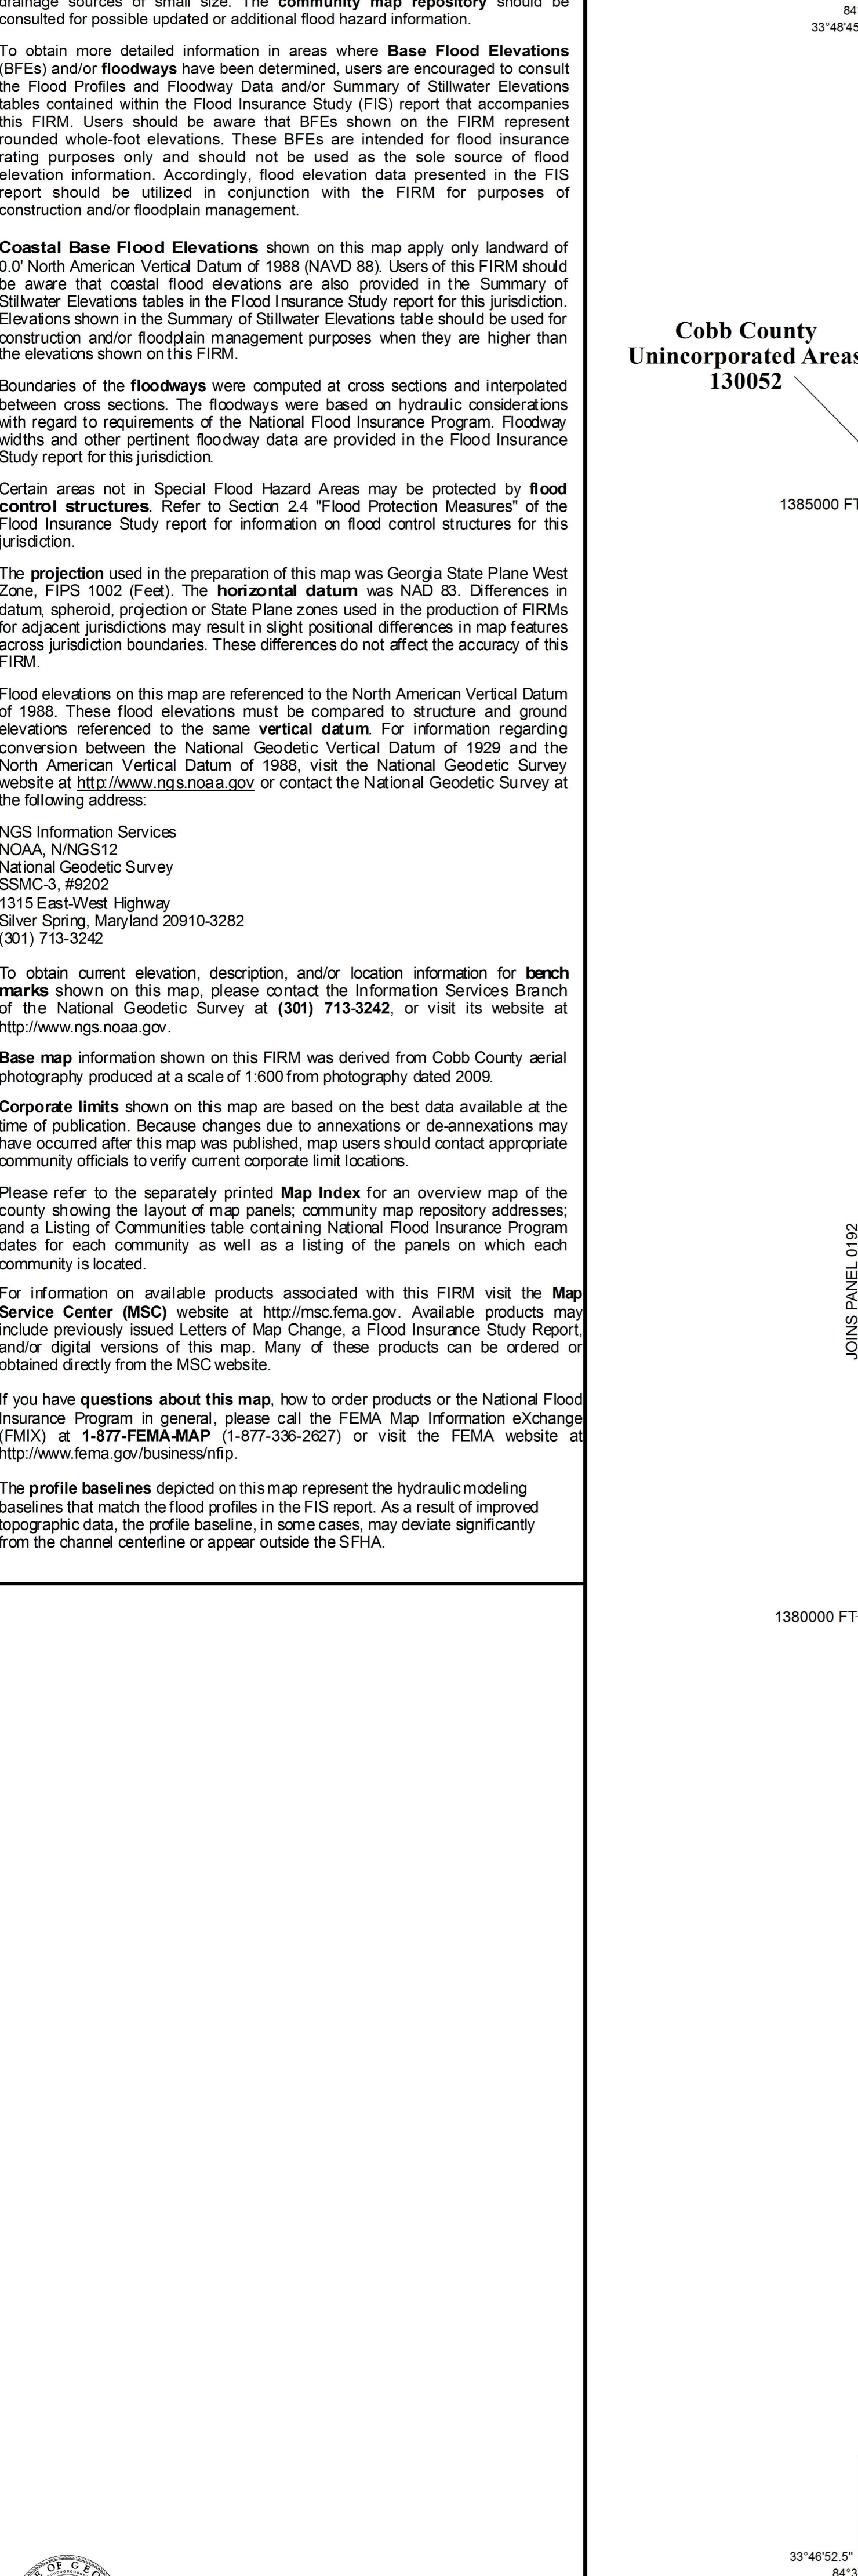 drainage sources of small size. The community map repository should be
consulted for possible updated or additional flood hazard information.
To obtain more detailed information in areas where Base Flood Elevations
(BFEs) and/or floodways have been determined, users are encouraged to consult
the Flood Profiles and Floodway Data and/or Summary of Stillwater Elevations
tables contained within the Flood Insurance Study (FIS) report that accompanies
this FIRM. Users should be aware that BFEs shown on the FIRM represent
rounded whole-foot elevations. These BFEs are intended for flood insurance
rating purposes only and should not be used as the sole source of flood
elevation information. Accordingly, flood elevation data presented in the FIS
report should be utilized in conjunction with the FIRM for purposes of
construction and/or floodplain management.
Coastal Base Flood Elevations shown on this map apply only landward of
0.0' North American Vertical Datum of 1988 (NAVD 88). Users of this FIRM should
be aware that coastal flood elevations are also provided in the Summary of
Stillwater Elevations tables in the Flood Insurance Study report for this jurisdiction.
Elevations shown in the Summary of Stillwater Elevations table should be used for
construction and/or floodplain management purposes when they are higher than
the elevations shown on this FIRM.
Boundaries of the floodways were computed at cross sections and interpolated
between cross sections. The floodways were based on hydraulic considerations
with regard to requirements of the National Flood Insurance Program. Floodway
widths and other pertinent floodway data are provided in the Flood Insurance
Study report for this jurisdiction.
Certain areas not in Special Flood Hazard Areas may be protected by flood
control structures. Refer to Section 2.4 "Flood Protection Measures" of the
Flood Insurance Study report for information on flood control structures for this
jurisdiction.
The projection used in the preparation of this map was Georgia State Plane West
Zone, FIPS 1002 (Feet). The horizontal datum was NAD 83. Differences in
datum, spheroid, projection or State Plane zones used in the production of FIRMs
for adjacent jurisdictions may result in slight positional differences in map features
across jurisdiction boundaries. These differences do not affect the accuracy of this
FIRM.
Flood elevations on this map are referenced to the North American Vertical Datum
of 1988. These flood elevations must be compared to structure and ground
elevations referenced to the same vertical datum. For information regarding
conversion between the National Geodetic Vertical Datum of 1929 and the
North American Vertical Datum of 1988, visit the National Geodetic Survey
website at http://www.ngs.noaa.gov or contact the National Geodetic Survey at
the following address:
NGS Information Services
NOAA, N/NGS12
National Geodetic Survey
SSMC-3, #9202
1315 East-West Highway
Silver Spring, Maryland 20910-3282
(301) 713-3242
To obtain current elevation, description, and/or location information for bench
marks shown on this map, please contact the Information Services Branch
of the National Geodetic Survey at (301) 713-3242, or visit its website at
http://www.ngs.noaa.gov.
Base map information shown on this FIRM was derived from Cobb County aerial
photography produced at a scale of 1:600 from photography dated 2009.
Corporate limits shown on this map are based on the best data available at the
time of publication. Because changes due to annexations or de-annexations may
have occurred after this map was published, map users should contact appropriate
community officials to verify current corporate limit locations.
Please refer to the separately printed Map Index for an overview map of the
county showing the layout of map panels; community map repository addresses;
and a Listing of Communities table containing National Flood Insurance Program
dates for each community as well as a listing of the panels on which each
community is located.
For information on available products associated with this FIRM visit the Map
Service Center (MSC) website at http://msc.fema.gov. Available products may
include previously issued Letters of Map Change, a Flood Insurance Study Report,
and/or digital versions of this map. Many of these products can be ordered or
obtained directly from the MSC website.
If you have questions about this map, how to order products or the National Flood
Insurance Program in general, please call the FEMA Map Information eXchange
(FMIX) at 1-877-FEMA-MAP (1-877-336-2627) or visit the FEMA website at
http://www.fema.gov/business/nfip.
The profile baselines depicted on this map represent the hydraulic modeling
baselines that match the flood profiles in the FIS report. As a result of improved
topographic data, the profile baseline, in some cases, may deviate significantly
from the channel centerline or appear outside the SFHA.
OF GEO
84°
33°48'45
Cobb County
Unincorporated Areas
130052
1385000 FT
JOINS PANEL 0192
1380000 FT
33°46'52.5"
84°3